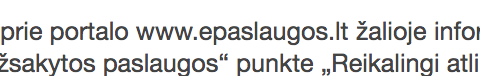 prie portalo www.epaslaugos.lt žalioje infor
žsakytos paslaugos“ punkte „Reikalingi atli